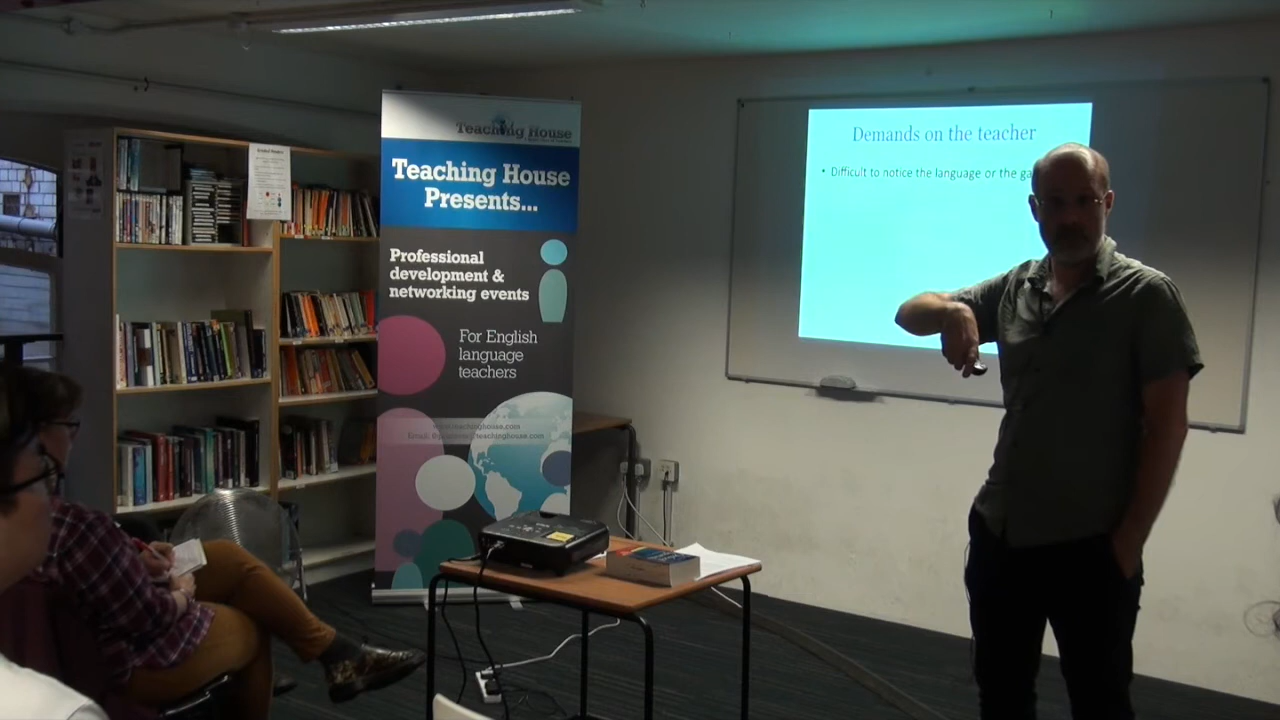 Teaching House
Teaching House
Presents...
Professional
development &
networking events
For English
language
teachers
Demands on the teacher
• Difficult to notice the language or the